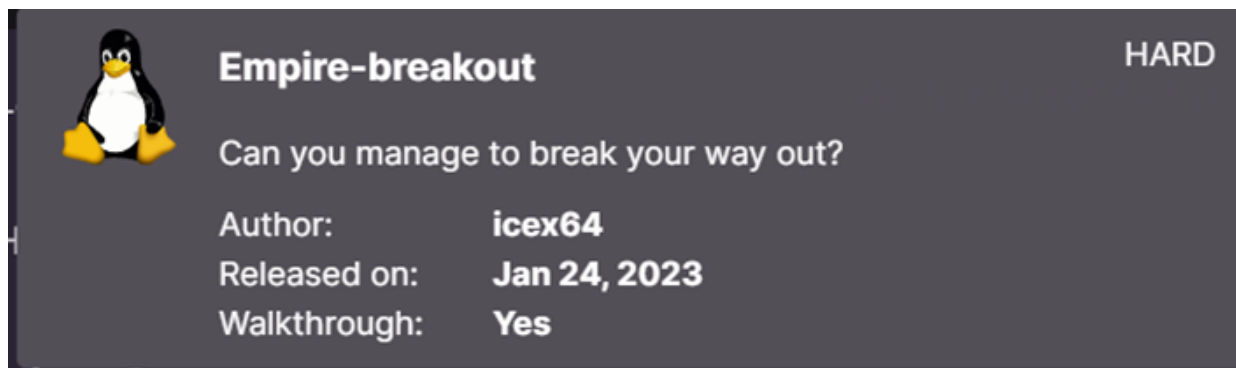 Empire-breakout
HARD
Can you manage to break your way out?
Author: icex64
Released on: Jan 24, 2023
Walkthrough: Yes